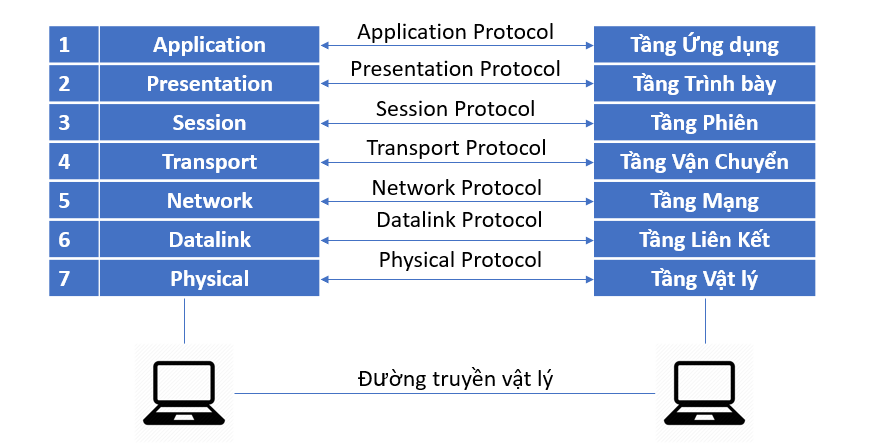 Application Protocol
1 Application Tầng Ứng dụng
Presentation Protocol
2 Presentation Tầng Trình bày
Session Protocol
3 Session Tầng Phiên
Transport Protocol
4 Transport Tầng Vận Chuyển
Network Protocol
5 Network Tầng Mạng
Datalink Protocol
6 Datalink Tầng Liên Kết
Physical Protocol
7 Physical Tầng Vật lý
Đường truyền vật lý